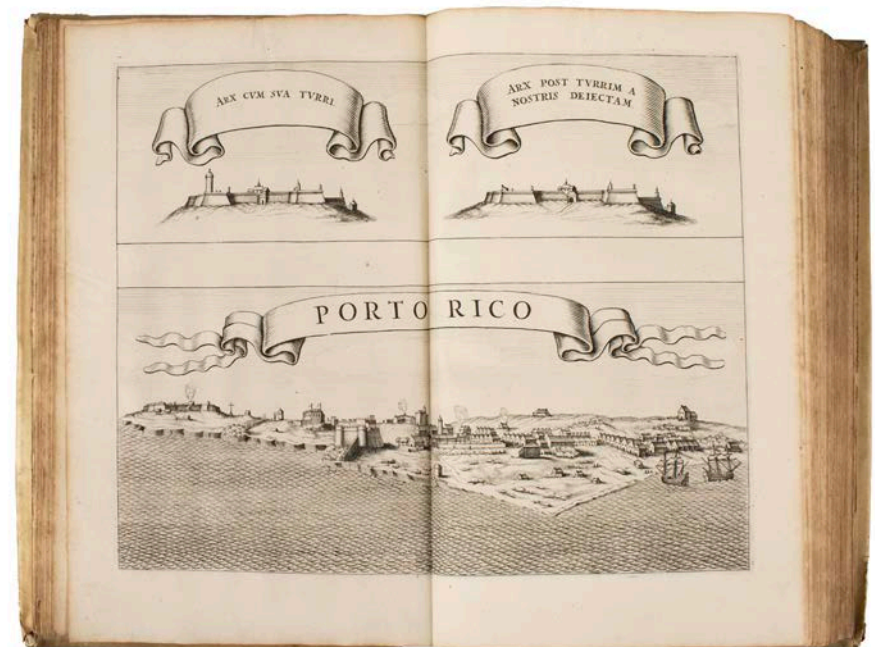 ARX CVM SVA TVRRI.
ARX POST TVRRIM A
NOSTRIS DEIECTAM
PORTO RICO